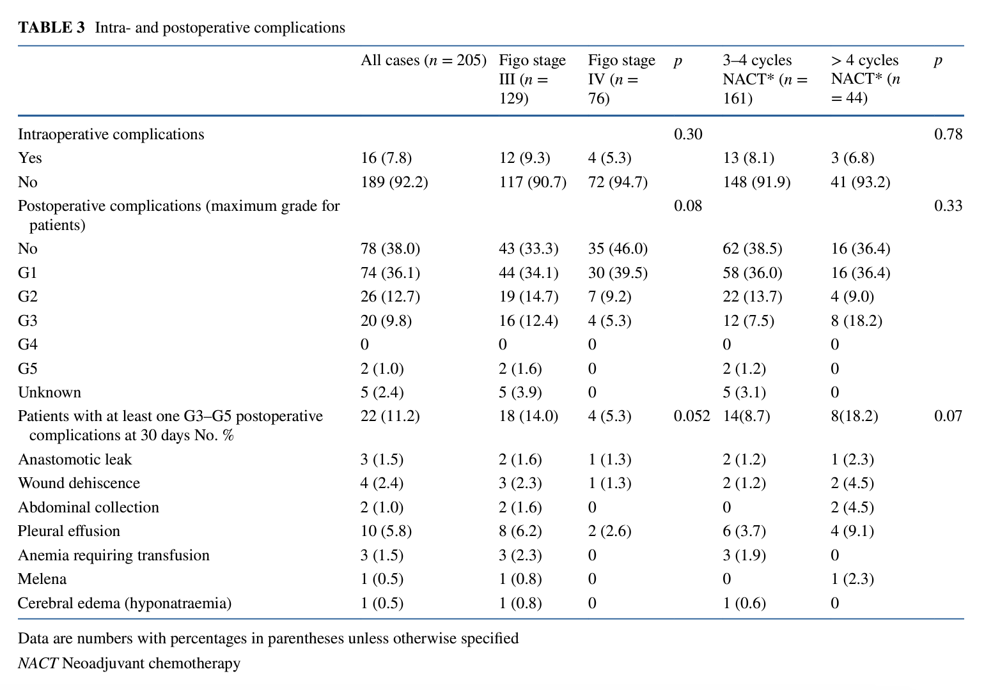 TABLE 3 Intra- and postoperative complications
All cases (n = 205) Figo stage III (n = 129) Figo stage IV (n = 76) p 3–4 cycles NACT* (n = 161) > 4 cycles NACT* (n = 44) p
Intraoperative complications 0.30 0.78
Yes 16 (7.8) 12 (9.3) 4 (5.3) 13 (8.1) 3 (6.8)
No 189 (92.2) 117 (90.7) 72 (94.7) 148 (91.9) 41 (93.2)
Postoperative complications (maximum grade for 0.08 0.33
patients)
No 78 (38.0) 43 (33.3) 35 (46.0) 62 (38.5) 16 (36.4)
G1 74 (36.1) 44 (34.1) 30 (39.5) 58 (36.0) 16 (36.4)
G2 26 (12.7) 19 (14.7) 7 (9.2) 22 (13.7) 4 (9.0)
G3 20 (9.8) 16 (12.4) 4 (5.3) 12 (7.5) 8 (18.2)
G4 0 0 0 0 0
G5 2 (1.0) 2 (1.6) 0 2 (1.2) 0
Unknown 5 (2.4) 5 (3.9) 0 5 (3.1) 0
Patients with at least one G3–G5 postoperative 22 (11.2) 18 (14.0) 4 (5.3) 0.052 14(8.7) 8(18.2) 0.07
complications at 30 days No. %
Anastomotic leak 3 (1.5) 2 (1.6) 1 (1.3) 2 (1.2) 1 (2.3)
Wound dehiscence 4 (2.4) 3 (2.3) 1 (1.3) 2 (1.2) 2 (4.5)
Abdominal collection 2 (1.0) 2 (1.6) 0 0 2 (4.5)
Pleural effusion 10 (5.8) 8 (6.2) 2 (2.6) 6 (3.7) 4 (9.1)
Anemia requiring transfusion 3 (1.5) 3 (2.3) 0 3 (1.9) 0
Melena 1 (0.5) 1 (0.8) 0 0 1 (2.3)
Cerebral edema (hyponatraemia) 1 (0.5) 1 (0.8) 0 1 (0.6) 0
Data are numbers with percentages in parentheses unless otherwise specified
NACT Neoadjuvant chemotherapy